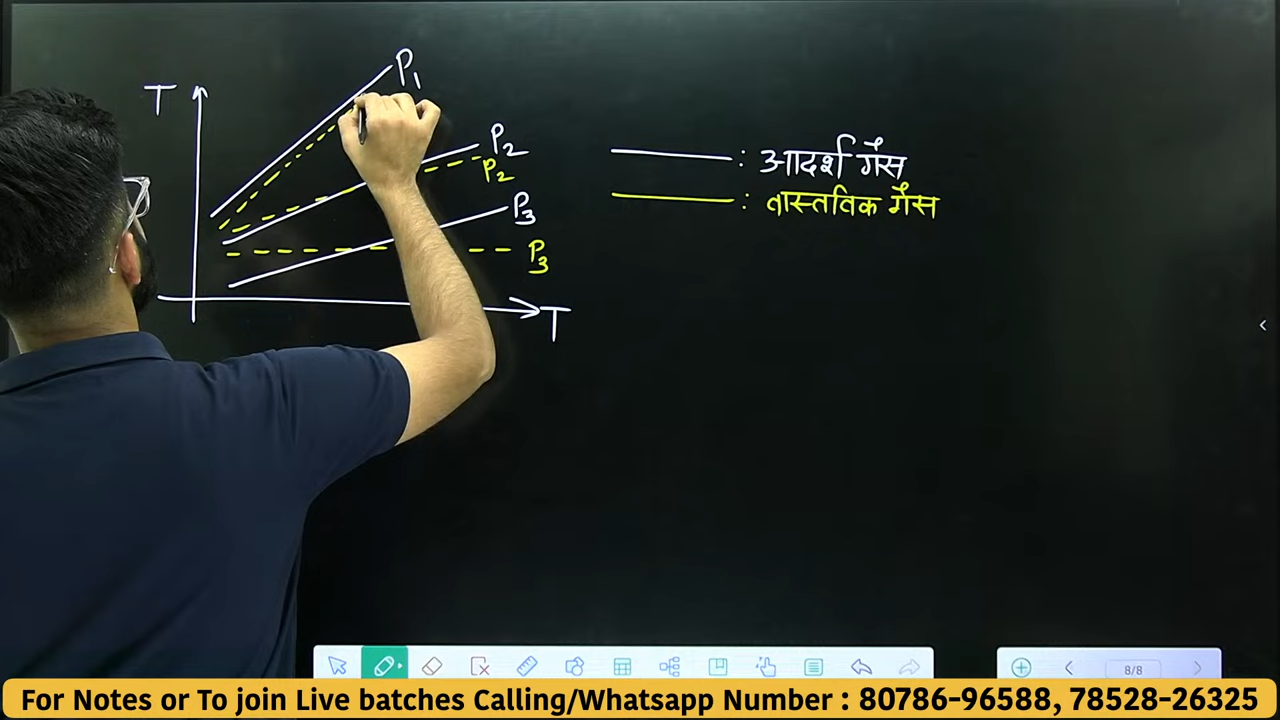 T
P₁
P₂
P₂
P₃
P₃
T
: आदर्श गैस
: वास्तविक गैस
8/8
For Notes or To join Live batches Calling/Whatsapp Number : 80786-96588, 78528-26325